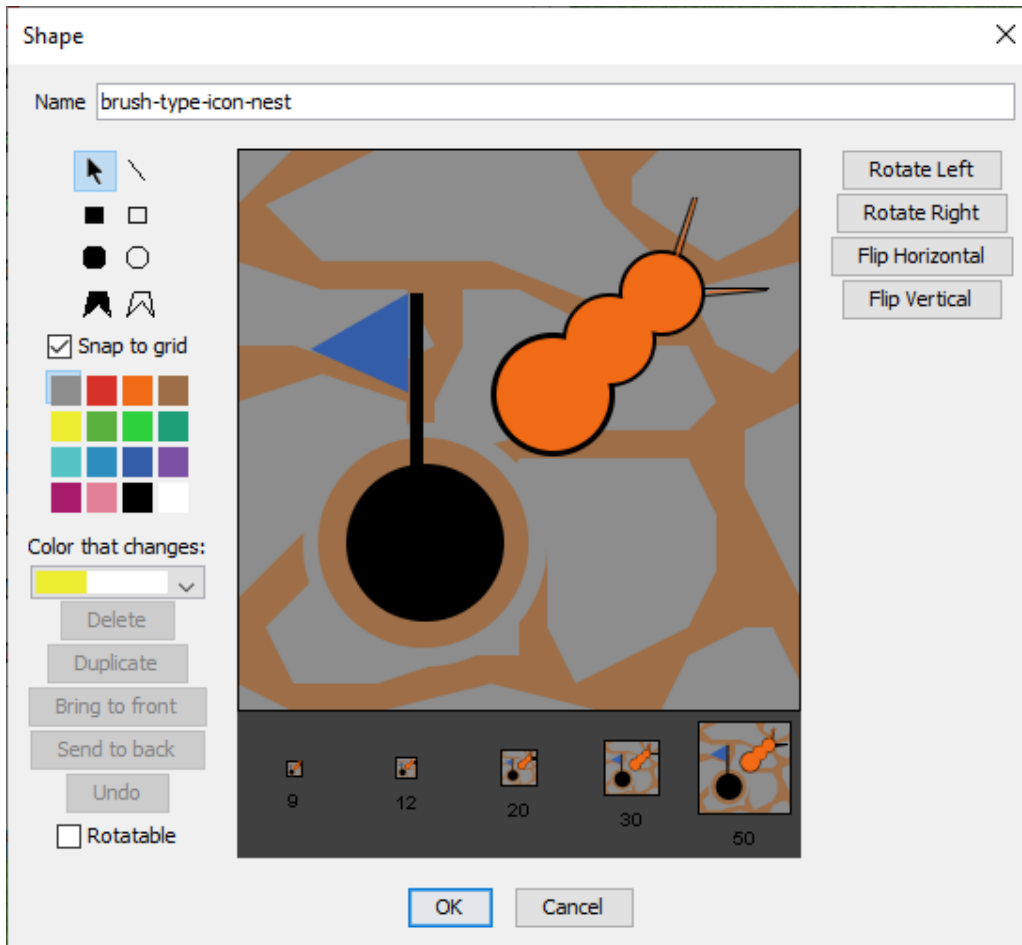 Shape
Name brush-type-icon-nest
Rotate Left
Rotate Right
Flip Horizontal
Flip Vertical
Snap to grid
Color that changes:
Delete
Duplicate
Bring to front
Send to back
Undo
Rotatable
9
12
20
30
50
OK
Cancel